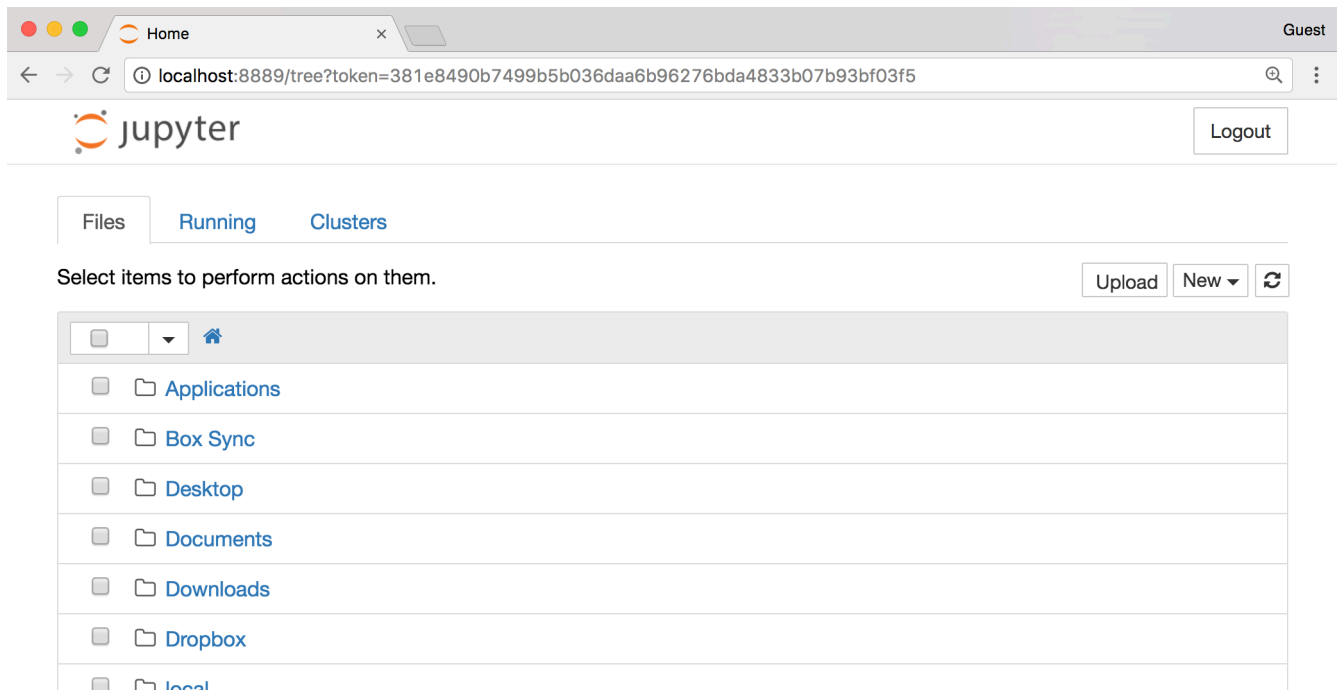 Home
Guest
localhost:8889/tree?token=381e8490b7499b5b036daa6b96276bda4833b07b93bf03f5
jupyter
Logout
Files Running Clusters
Select items to perform actions on them.
Upload New
Applications
Box Sync
Desktop
Documents
Downloads
Dropbox
local